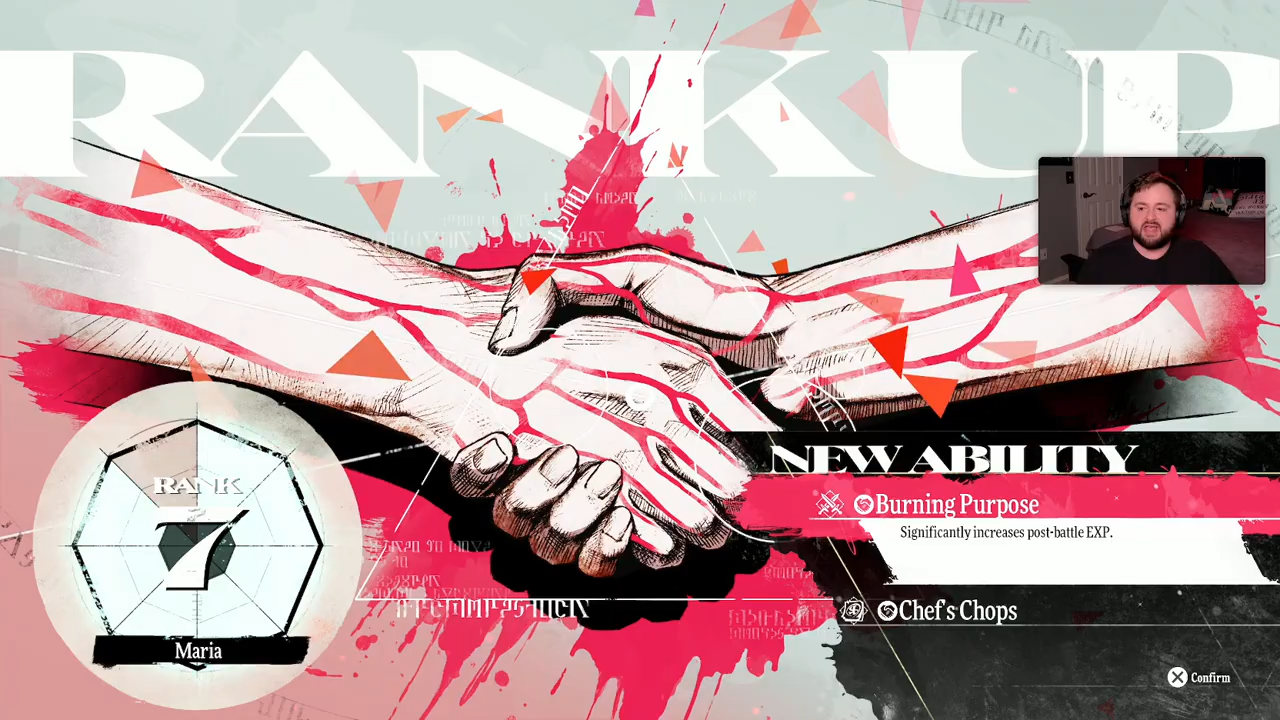 RANK UP
RANK
7
Maria
NEW ABILITY
Burning Purpose
Significantly increases post-battle EXP.
Chef's Chops
Confirm